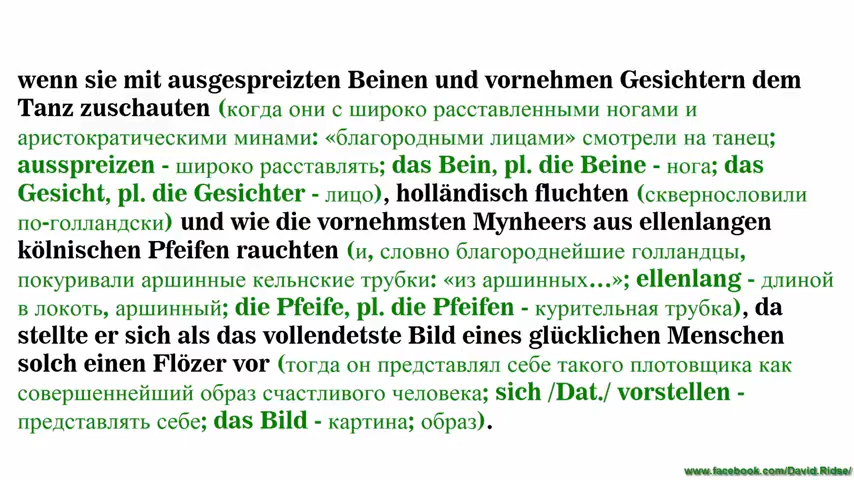 wenn sie mit ausgespreizten Beinen und vornehmen Gesichtern dem
Tanz zuschauten (когда они с широко расставленными ногами и
аристократическими минами: «благородными лицами» смотрели на танец;
ausspreizen - широко расставлять; das Bein, pl. die Beine - нога; das
Gesicht, pl. die Gesichter - лицо), holländisch fluchten (сквернословили
по-голландски) und wie die vornehmsten Mynheers aus ellenlangen
kölnischen Pfeifen rauchten (и, словно благороднейшие голландцы,
покуривали аршинные кельнские трубки: «из аршинных…»; ellenlang - длиной
в локоть, аршинный; die Pfeife, pl. die Pfeifen - курительная трубка), da
stellte er sich als das vollendetste Bild eines glücklichen Menschen
solch einen Flözer vor (тогда он представлял себе такого плотовщика как
совершеннейший образ счастливого человека; sich /Dat./ vorstellen -
представлять себе; das Bild - картина; образ).
www.facebook.com/David.Ridse/